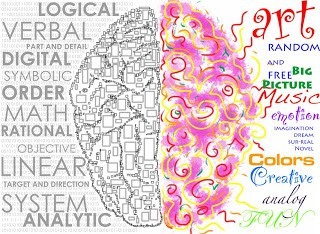 LOGICAL
VERBAL
PART AND DETAIL
DIGITAL
SYMBOLIC
ORDER
MATH
RATIONAL
OBJECTIVE
LINEAR
TARGET AND DIRECTION
SYSTEM
ANALYTIC
art
RANDOM
AND
FREE BIG
PICTURE
Music
emotion
IMAGINATION
DREAM
SUR-REAL
NOVEL
Colors
Creative
analog
FUN